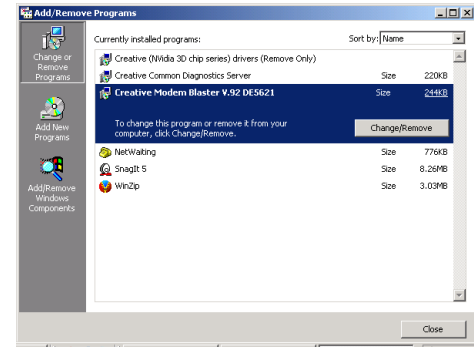 Add/Remove Programs
Change or
Remove
Programs
Add New
Programs
Add/Remove
Windows
Components
Currently installed programs:
Sort by: Name
Creative (NVidia 3D chip series) drivers (Remove Only)
Creative Common Diagnostics Server Size 220KB
Creative Modem Blaster V.92 DE5621 Size 244KB
To change this program or remove it from your
computer, click Change/Remove.
Change/Remove
NetWaiting Size 776KB
SnagIt 5 Size 8.26MB
WinZip Size 3.03MB
Close